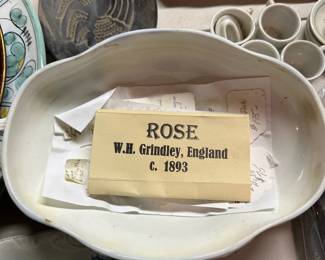 ROSE
W.H. Grindley, England
c. 1893